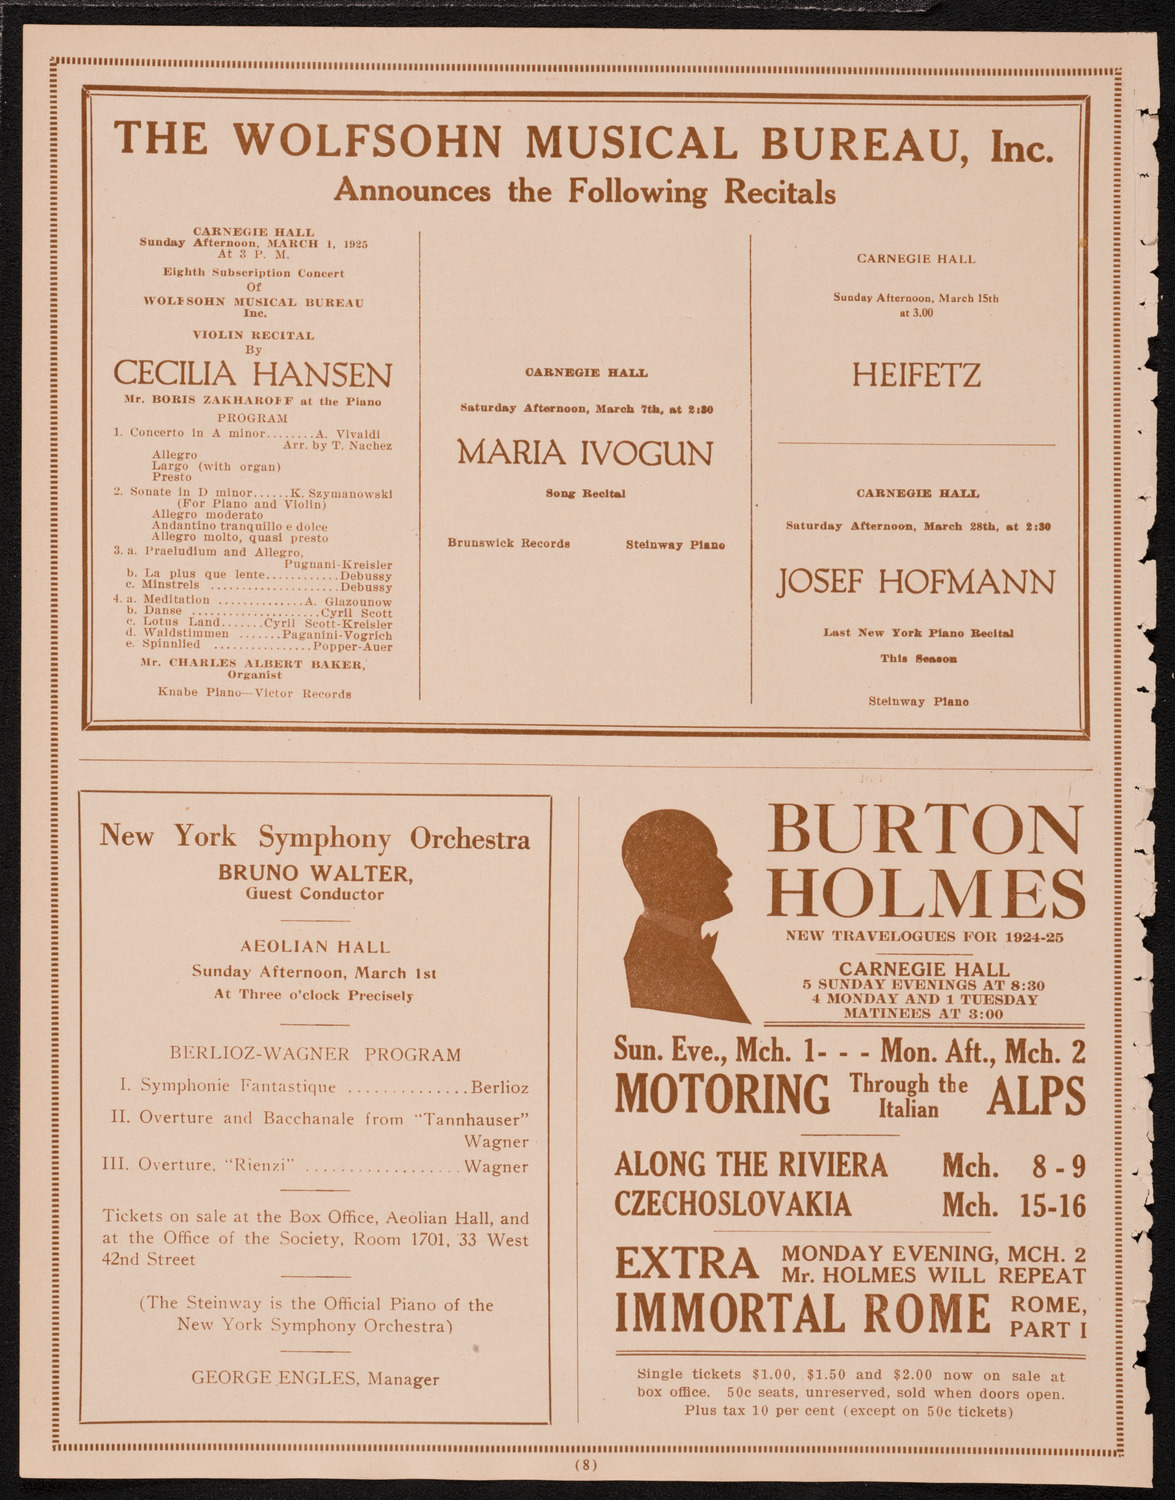 THE WOLFSOHN MUSICAL BUREAU, Inc.
Announces the Following Recitals
CARNEGIE HALL
Sunday Afternoon, MARCH 1, 1925
At 3 P. M.
Eighth Subscription Concert
Of
WOLFSOHN MUSICAL BUREAU
Inc.
VIOLIN RECITAL
By
CECILIA HANSEN
Mr. BORIS ZAKHAROFF at the Piano
PROGRAM
1. Concerto in A minor........A. Vivaldi
Arr. by T. Nachez
Allegro
Largo (with organ)
Presto
2. Sonate in D minor......K. Szymanowski
(For Piano and Violin)
Allegro moderato
Andantino tranquillo e dolce
Allegro molto, quasi presto
3. a. Praeludium and Allegro,
Pugnani-Kreisler
b. La plus que lente............Debussy
c. Minstrels .....................Debussy
4. a. Meditation .............A. Glazounow
b. Danse .....................Cyril Scott
c. Lotus Land.......Cyril Scott-Kreisler
d. Waldstimmen .......Paganini-Vogrich
e. Spinnlied ................Popper-Auer
Mr. CHARLES ALBERT BAKER,
Organist
Knabe Piano—Victor Records
CARNEGIE HALL
Saturday Afternoon, March 7th, at 2:30
MARIA IVOGUN
Song Recital
Brunswick Records Steinway Piano
CARNEGIE HALL
Sunday Afternoon, March 15th
at 3.00
HEIFETZ
CARNEGIE HALL
Saturday Afternoon, March 28th, at 2:30
JOSEF HOFMANN
Last New York Piano Recital
This Season
Steinway Piano
New York Symphony Orchestra
BRUNO WALTER,
Guest Conductor
AEOLIAN HALL
Sunday Afternoon, March 1st
At Three o'clock Precisely
BERLIOZ-WAGNER PROGRAM
I. Symphonie Fantastique ..............Berlioz
II. Overture and Bacchanale from "Tannhauser"
Wagner
III. Overture, "Rienzi" ..................Wagner
Tickets on sale at the Box Office, Aeolian Hall, and
at the Office of the Society, Room 1701, 33 West
42nd Street
(The Steinway is the Official Piano of the
New York Symphony Orchestra)
GEORGE ENGLES, Manager
BURTON
HOLMES
NEW TRAVELOGUES FOR 1924-25
CARNEGIE HALL
5 SUNDAY EVENINGS AT 8:30
4 MONDAY AND 1 TUESDAY
MATINEES AT 3:00
Sun. Eve., Mch. 1- - - Mon. Aft., Mch. 2
MOTORING Through the Italian ALPS
ALONG THE RIVIERA Mch. 8 - 9
CZECHOSLOVAKIA Mch. 15-16
EXTRA MONDAY EVENING, MCH. 2
Mr. HOLMES WILL REPEAT
IMMORTAL ROME ROME, PART I
Single tickets $1.00, $1.50 and $2.00 now on sale at
box office. 50c seats, unreserved, sold when doors open.
Plus tax 10 per cent (except on 50c tickets)
(8)